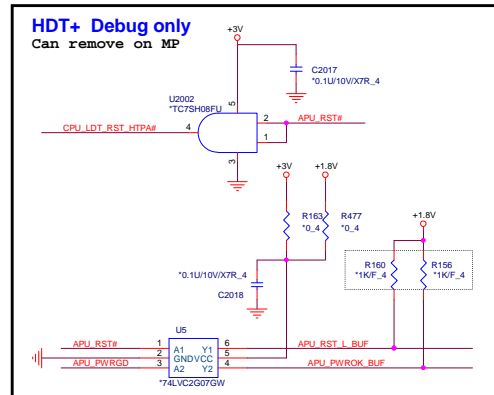 HDT+ Debug only
Can remove on MP
+3V
C2017
*0.1U/10V/X7R_4
U2002
*TC7SH08FU
5
CPU_LDT_RST_HTPA#
4
2
APU_RST#
1
3
+3V
+1.8V
R163
*0_4
R477
*0_4
+1.8V
*0.1U/10V/X7R_4
C2018
R160
*1K/F_4
R156
*1K/F_4
U5
APU_RST#
1
A1
Y1
6
APU_RST_L_BUF
2
GND
VCC
5
APU_PWRGD
3
A2
Y2
4
APU_PWROK_BUF
*74LVC2G07GW